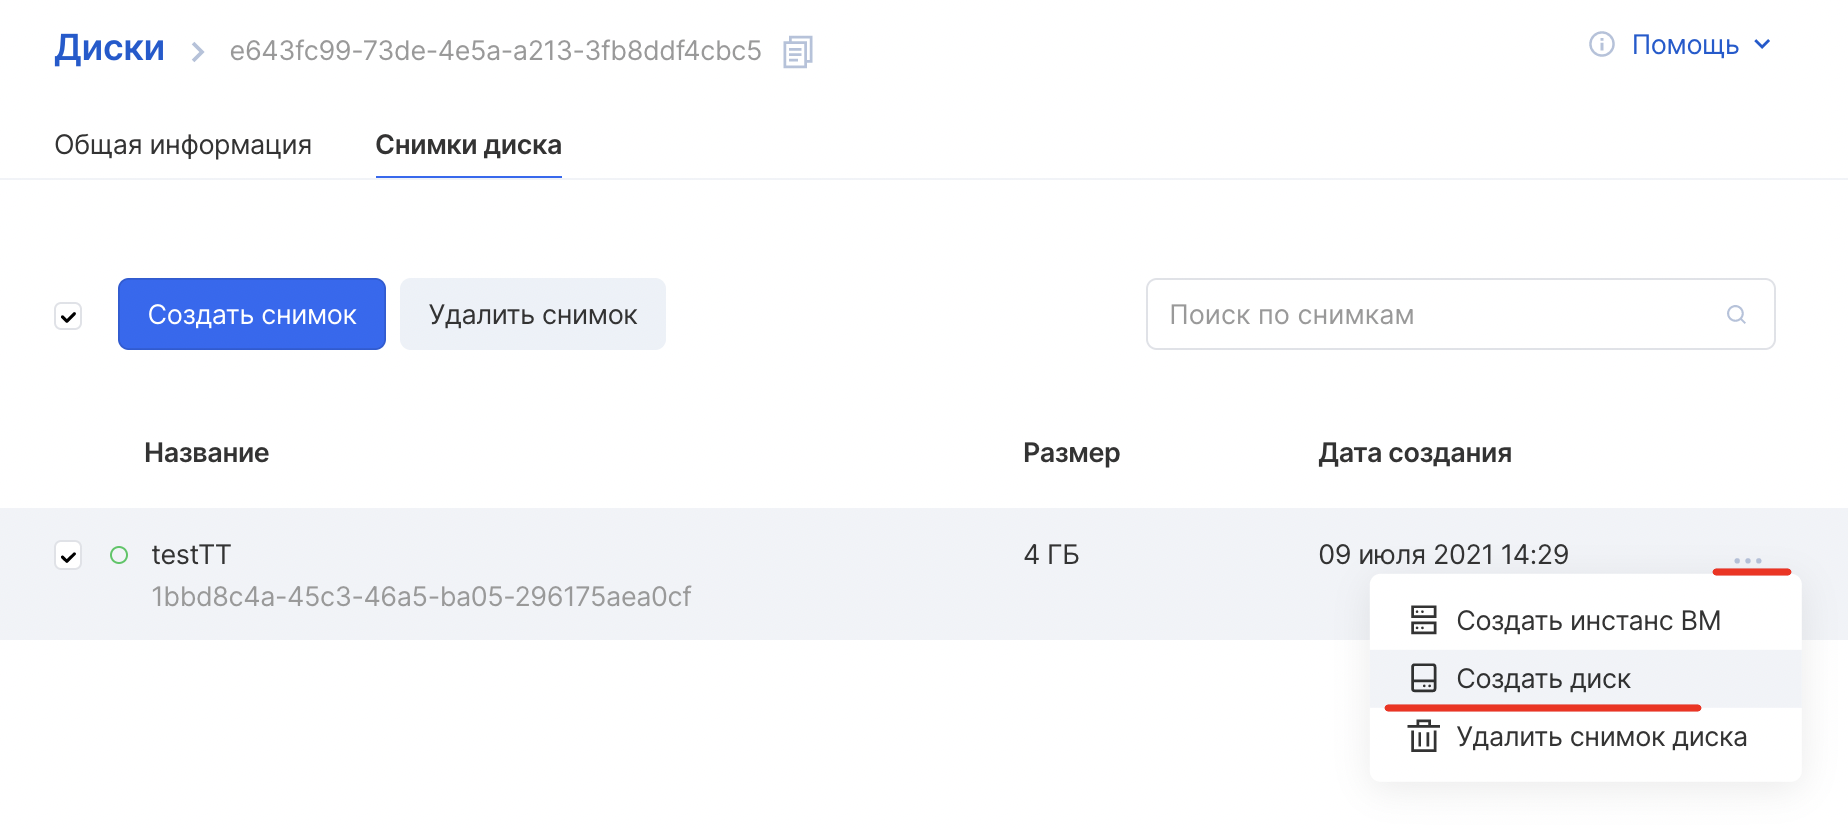 Диски
e643fc99-73de-4e5a-a213-3fb8ddf4cbc5
Помощь
Общая информация
Снимки диска
Создать снимок
Удалить снимок
Поиск по снимкам
Название
Размер
Дата создания
testTT
4 ГБ
09 июля 2021 14:29
1bbd8c4a-45c3-46a5-ba05-296175aea0cf
Создать инстанс ВМ
Создать диск
Удалить снимок диска